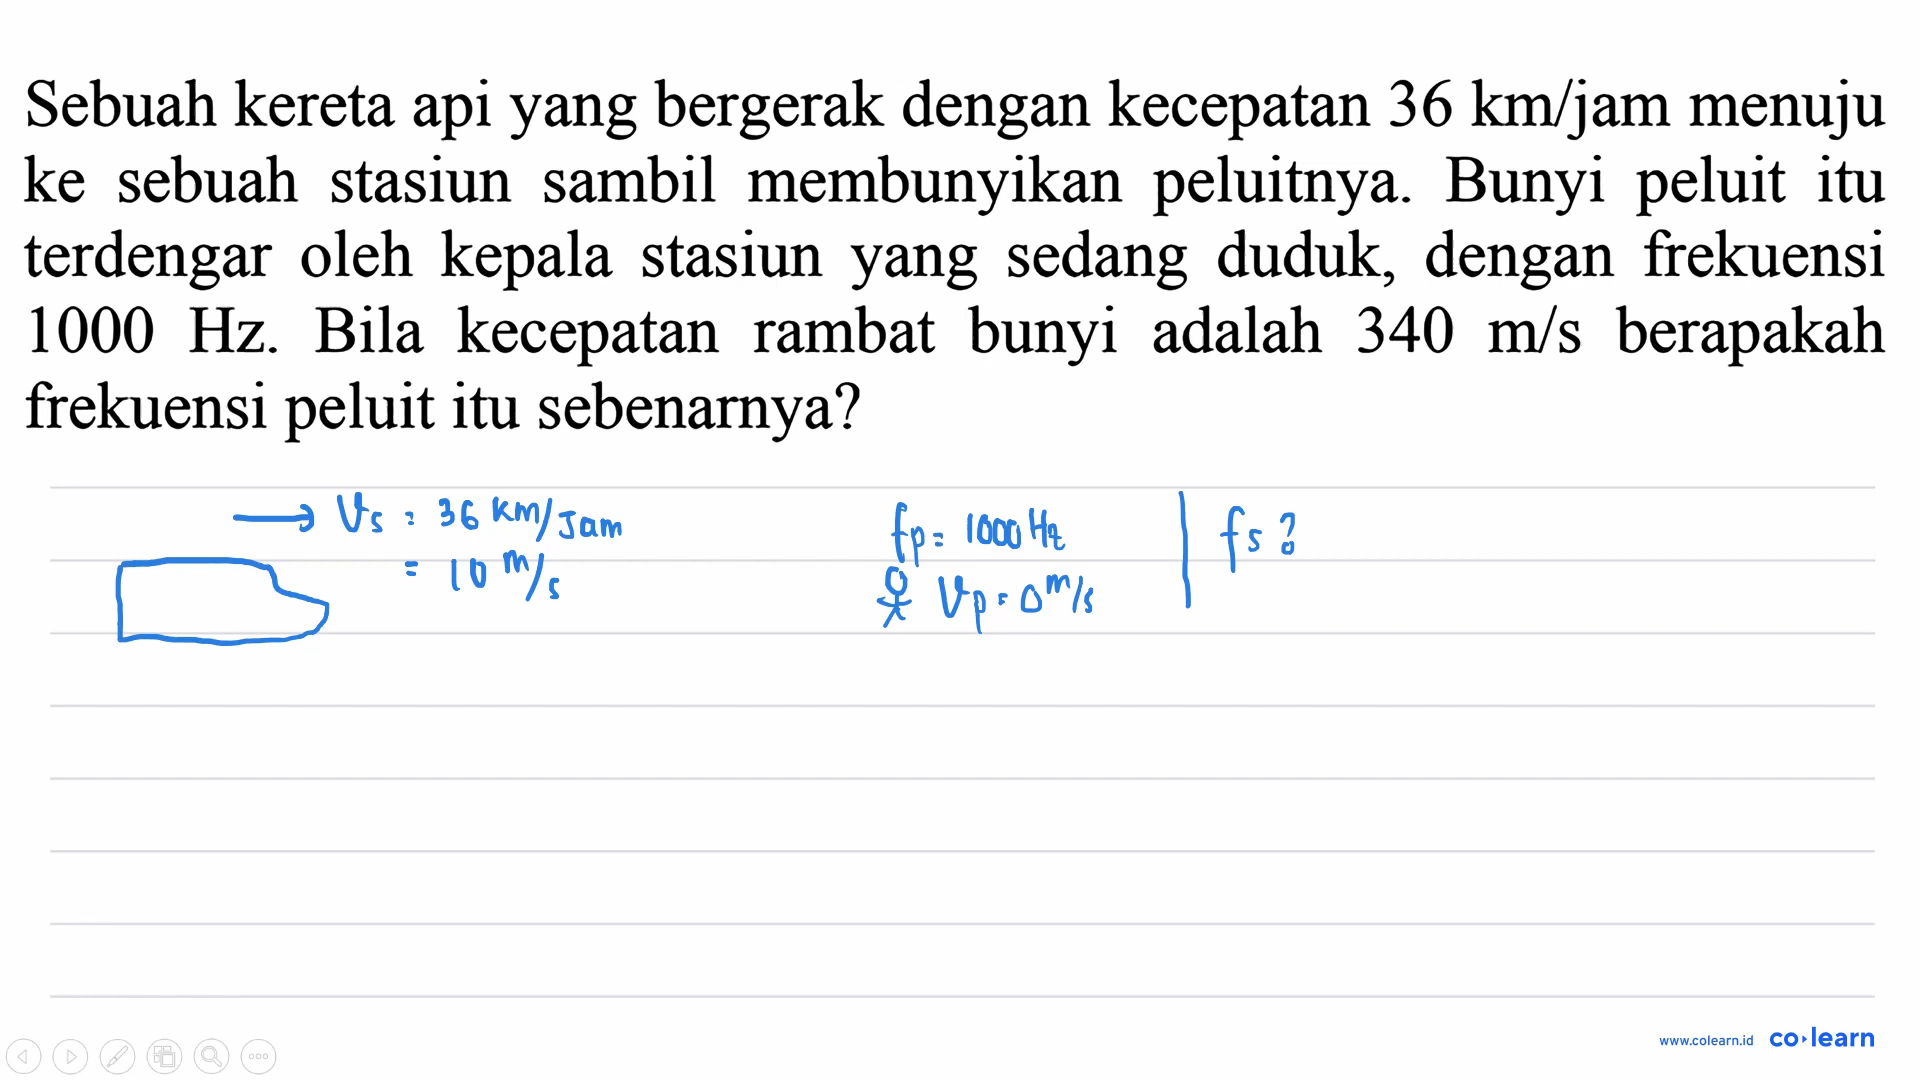 Sebuah kereta api yang bergerak dengan kecepatan 36 km/jam menuju
ke sebuah stasiun sambil membunyikan peluitnya. Bunyi peluit itu
terdengar oleh kepala stasiun yang sedang duduk, dengan frekuensi
1000 Hz. Bila kecepatan rambat bunyi adalah 340 m/s berapakah
frekuensi peluit itu sebenarnya?
→ Vs = 36 km/Jam
= 10 m/s
fp = 1000 Hz
Vp = 0 m/s
fs?
www.colearn.id co·learn